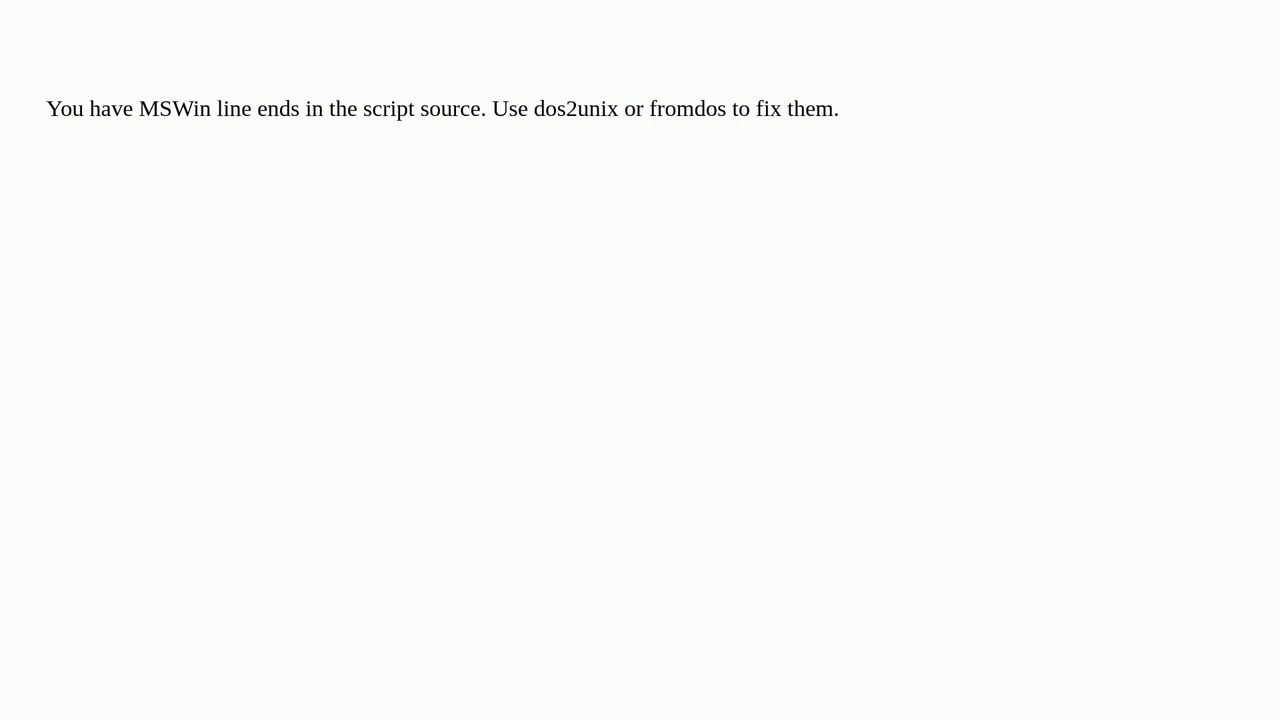 You have MSWin line ends in the script source. Use dos2unix or fromdos to fix them.